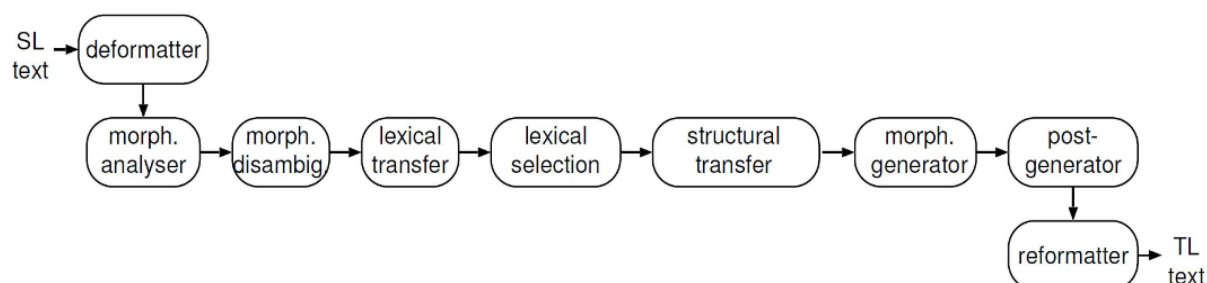 SL
text
deformatter
morph.
analyser
morph.
disambig.
lexical
transfer
lexical
selection
structural
transfer
morph.
generator
post-
generator
reformatter
TL
text